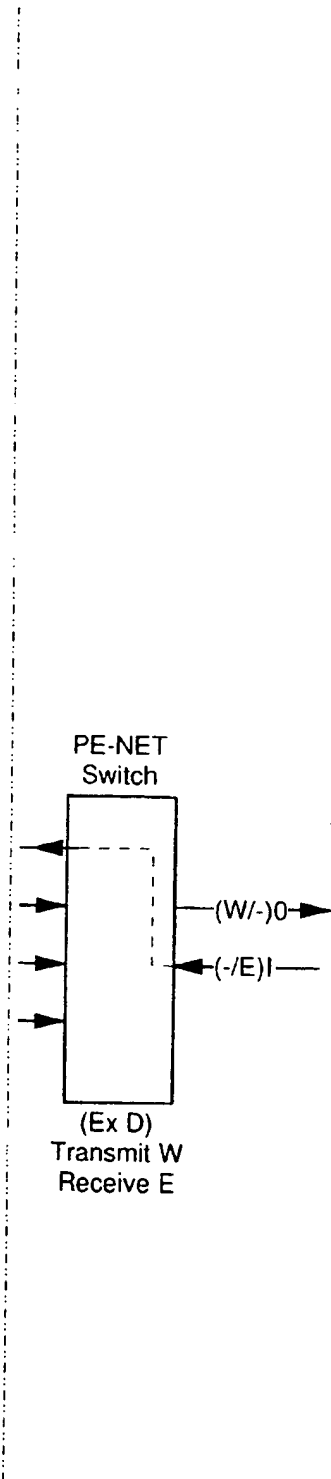 PE-NET
Switch
(W/-)0
(-/E)I
(Ex D)
Transmit W
Receive E